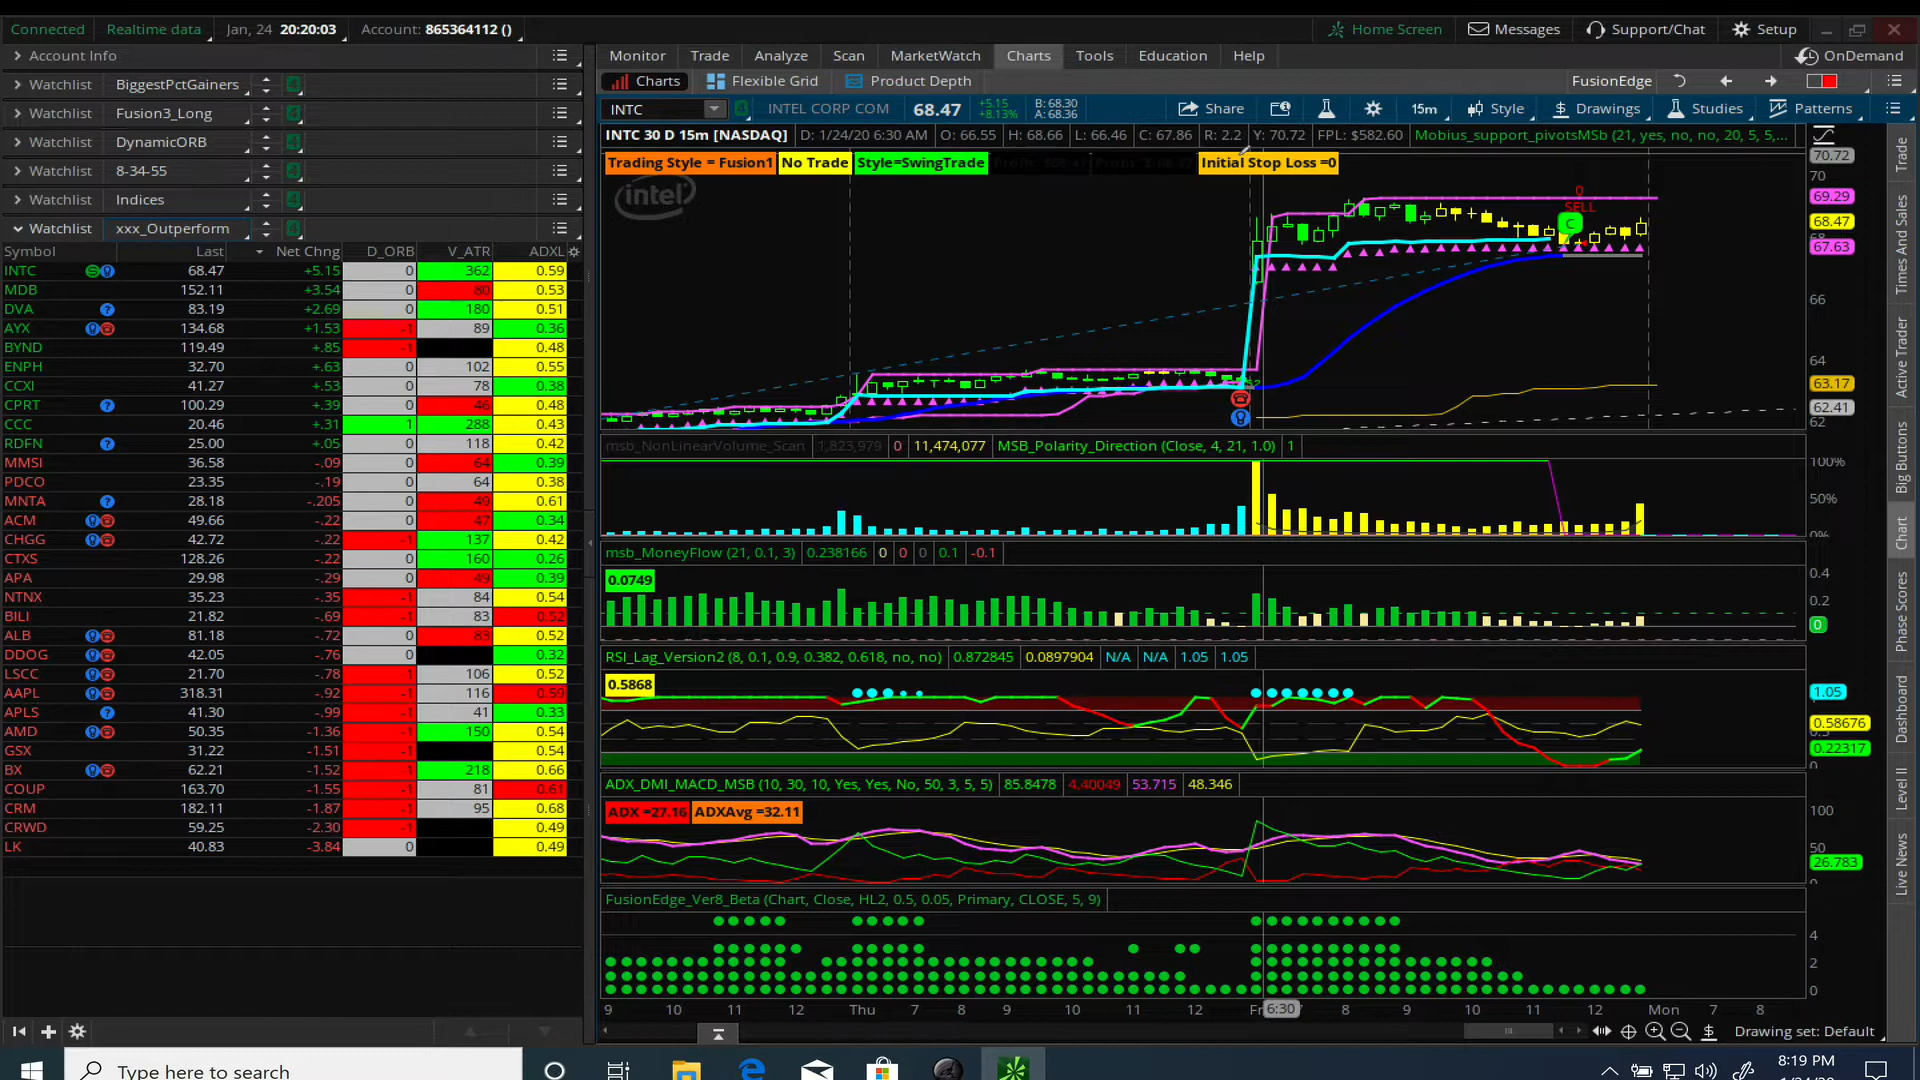 Connected Realtime data Jan, 24 20:20:03 Account: 865364112 () Home Screen Messages Support/Chat Setup
Account Info
Monitor Trade Analyze Scan MarketWatch Charts Tools Education Help OnDemand
Watchlist BiggestPctGainers
Charts Flexible Grid Product Depth FusionEdge
Watchlist Fusion3_Long
INTC INTEL CORP COM 68.47 +5.15 +8.13% B: 68.30 A: 68.36 Share 15m Style Drawings Studies Patterns
Watchlist DynamicORB
INTC 30 D 15m [NASDAQ] D: 1/24/20 6:30 AM O: 66.55 H: 68.66 L: 66.46 C: 67.86 R: 2.2 Y: 70.72 FPL: $582.60 Mobius_support_pivotsMSb (21, yes, no, no, 20, 5, 5,...
Watchlist 8-34-55
Trading Style = Fusion1 No Trade Style=SwingTrade Initial Stop Loss =0
Watchlist Indices
Watchlist xxx_Outperform
Symbol Last Net Chng D_ORB V_ATR ADXL
INTC 68.47 +5.15 0 362 0.59
MDB 152.11 +3.54 0 80 0.53
DVA 83.19 +2.69 0 180 0.51
AYX 134.68 +1.53 -1 89 0.36
BYND 119.49 +.85 -1 0.48
ENPH 32.70 +.63 0 102 0.55
CCXI 41.27 +.53 0 78 0.38
CPRT 100.29 +.39 0 46 0.48
CCC 20.46 +.31 1 288 0.43
RDFN 25.00 +.05 0 118 0.42
MMSI 36.58 -.09 0 64 0.39
PDCO 23.35 -.19 0 64 0.38
MNTA 28.18 -.205 0 49 0.61
ACM 49.66 -.22 0 47 0.34
CHGG 42.72 -.22 -1 137 0.42
CTXS 128.26 -.22 0 160 0.26
APA 29.98 -.29 0 49 0.39
NTNX 35.23 -.35 -1 84 0.54
BILI 21.82 -.69 -1 83 0.52
ALB 81.18 -.72 0 83 0.52
DDOG 42.05 -.76 0 0.32
LSCC 21.70 -.78 -1 106 0.52
AAPL 318.31 -.92 -1 116 0.59
APLS 41.30 -.99 -1 41 0.33
AMD 50.35 -1.36 -1 150 0.54
GSX 31.22 -1.51 -1 0.54
BX 62.21 -1.52 -1 218 0.66
COUP 163.70 -1.55 -1 81 0.61
CRM 182.11 -1.87 -1 95 0.68
CRWD 59.25 -2.30 -1 0.49
LK 40.83 -3.84 0 0.49
intel
0
SELL
C
70.72
70
69.29
68.47
67.63
66
64
63.17
62.41
62
msb_NonLinearVolume_Scan 1,823,979 0 11,474,077 MSB_Polarity_Direction (Close, 4, 21, 1.0) 1
100%
50%
0%
msb_MoneyFlow (21, 0.1, 3) 0.238166 0 0 0 0.1 -0.1
0.0749
0.4
0.2
0
RSI_Lag_Version2 (8, 0.1, 0.9, 0.382, 0.618, no, no) 0.872845 0.0897904 N/A N/A 1.05 1.05
0.5868
1.05
0.58676
0.22317
0
ADX_DMI_MACD_MSB (10, 30, 10, Yes, Yes, No, 50, 3, 5, 5) 85.8478 4.40049 53.715 48.346
ADX =27.16 ADXAvg =32.11
100
50
26.783
FusionEdge_Ver8_Beta (Chart, Close, HL2, 0.5, 0.05, Primary, CLOSE, 5, 9)
4
2
0
9 10 11 12 Thu 7 8 9 10 11 12 6:30 8 9 10 11 12 Mon 7 8
Drawing set: Default
Trade
Times And Sales
Active Trader
Big Buttons
Chart
Phase Scores
Dashboard
Level II
Live News
Type here to search
8:19 PM